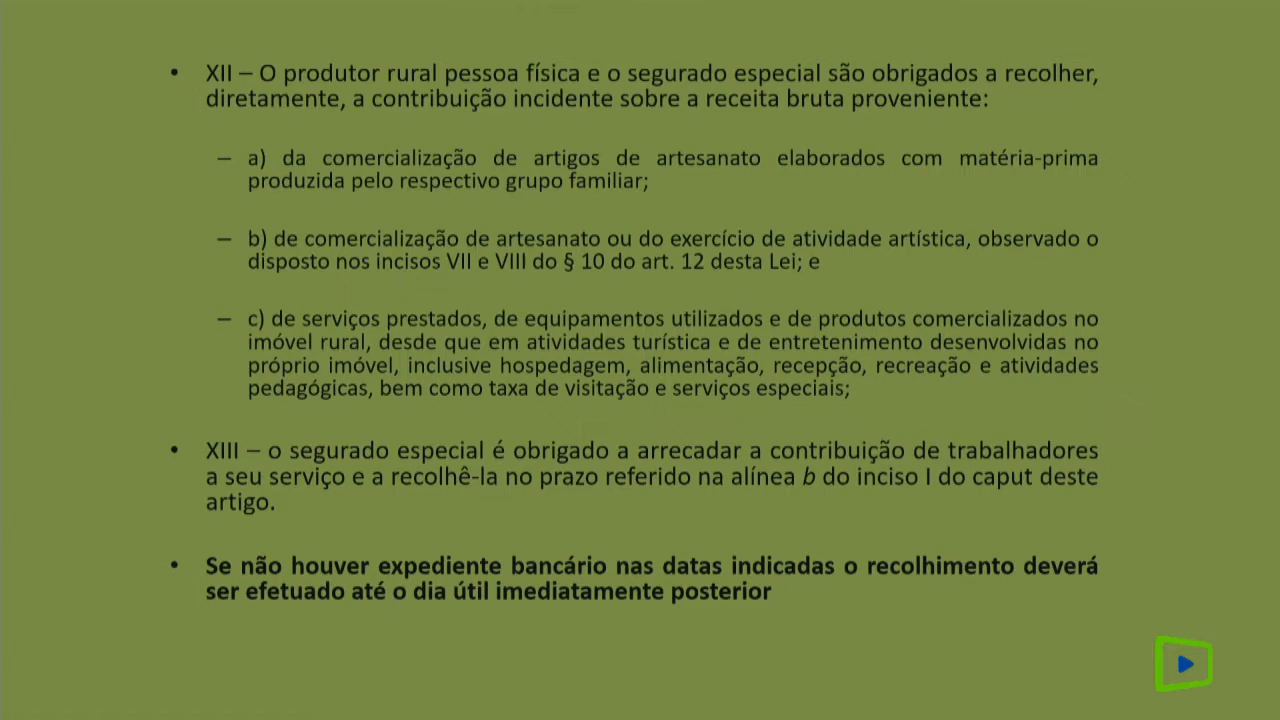 • XII – O produtor rural pessoa física e o segurado especial são obrigados a recolher,
diretamente, a contribuição incidente sobre a receita bruta proveniente:
– a) da comercialização de artigos de artesanato elaborados com matéria-prima
produzida pelo respectivo grupo familiar;
– b) de comercialização de artesanato ou do exercício de atividade artística, observado o
disposto nos incisos VII e VIII do § 10 do art. 12 desta Lei; e
– c) de serviços prestados, de equipamentos utilizados e de produtos comercializados no
imóvel rural, desde que em atividades turística e de entretenimento desenvolvidas no
próprio imóvel, inclusive hospedagem, alimentação, recepção, recreação e atividades
pedagógicas, bem como taxa de visitação e serviços especiais;
• XIII – o segurado especial é obrigado a arrecadar a contribuição de trabalhadores
a seu serviço e a recolhê-la no prazo referido na alínea b do inciso I do caput deste
artigo.
• Se não houver expediente bancário nas datas indicadas o recolhimento deverá
ser efetuado até o dia útil imediatamente posterior